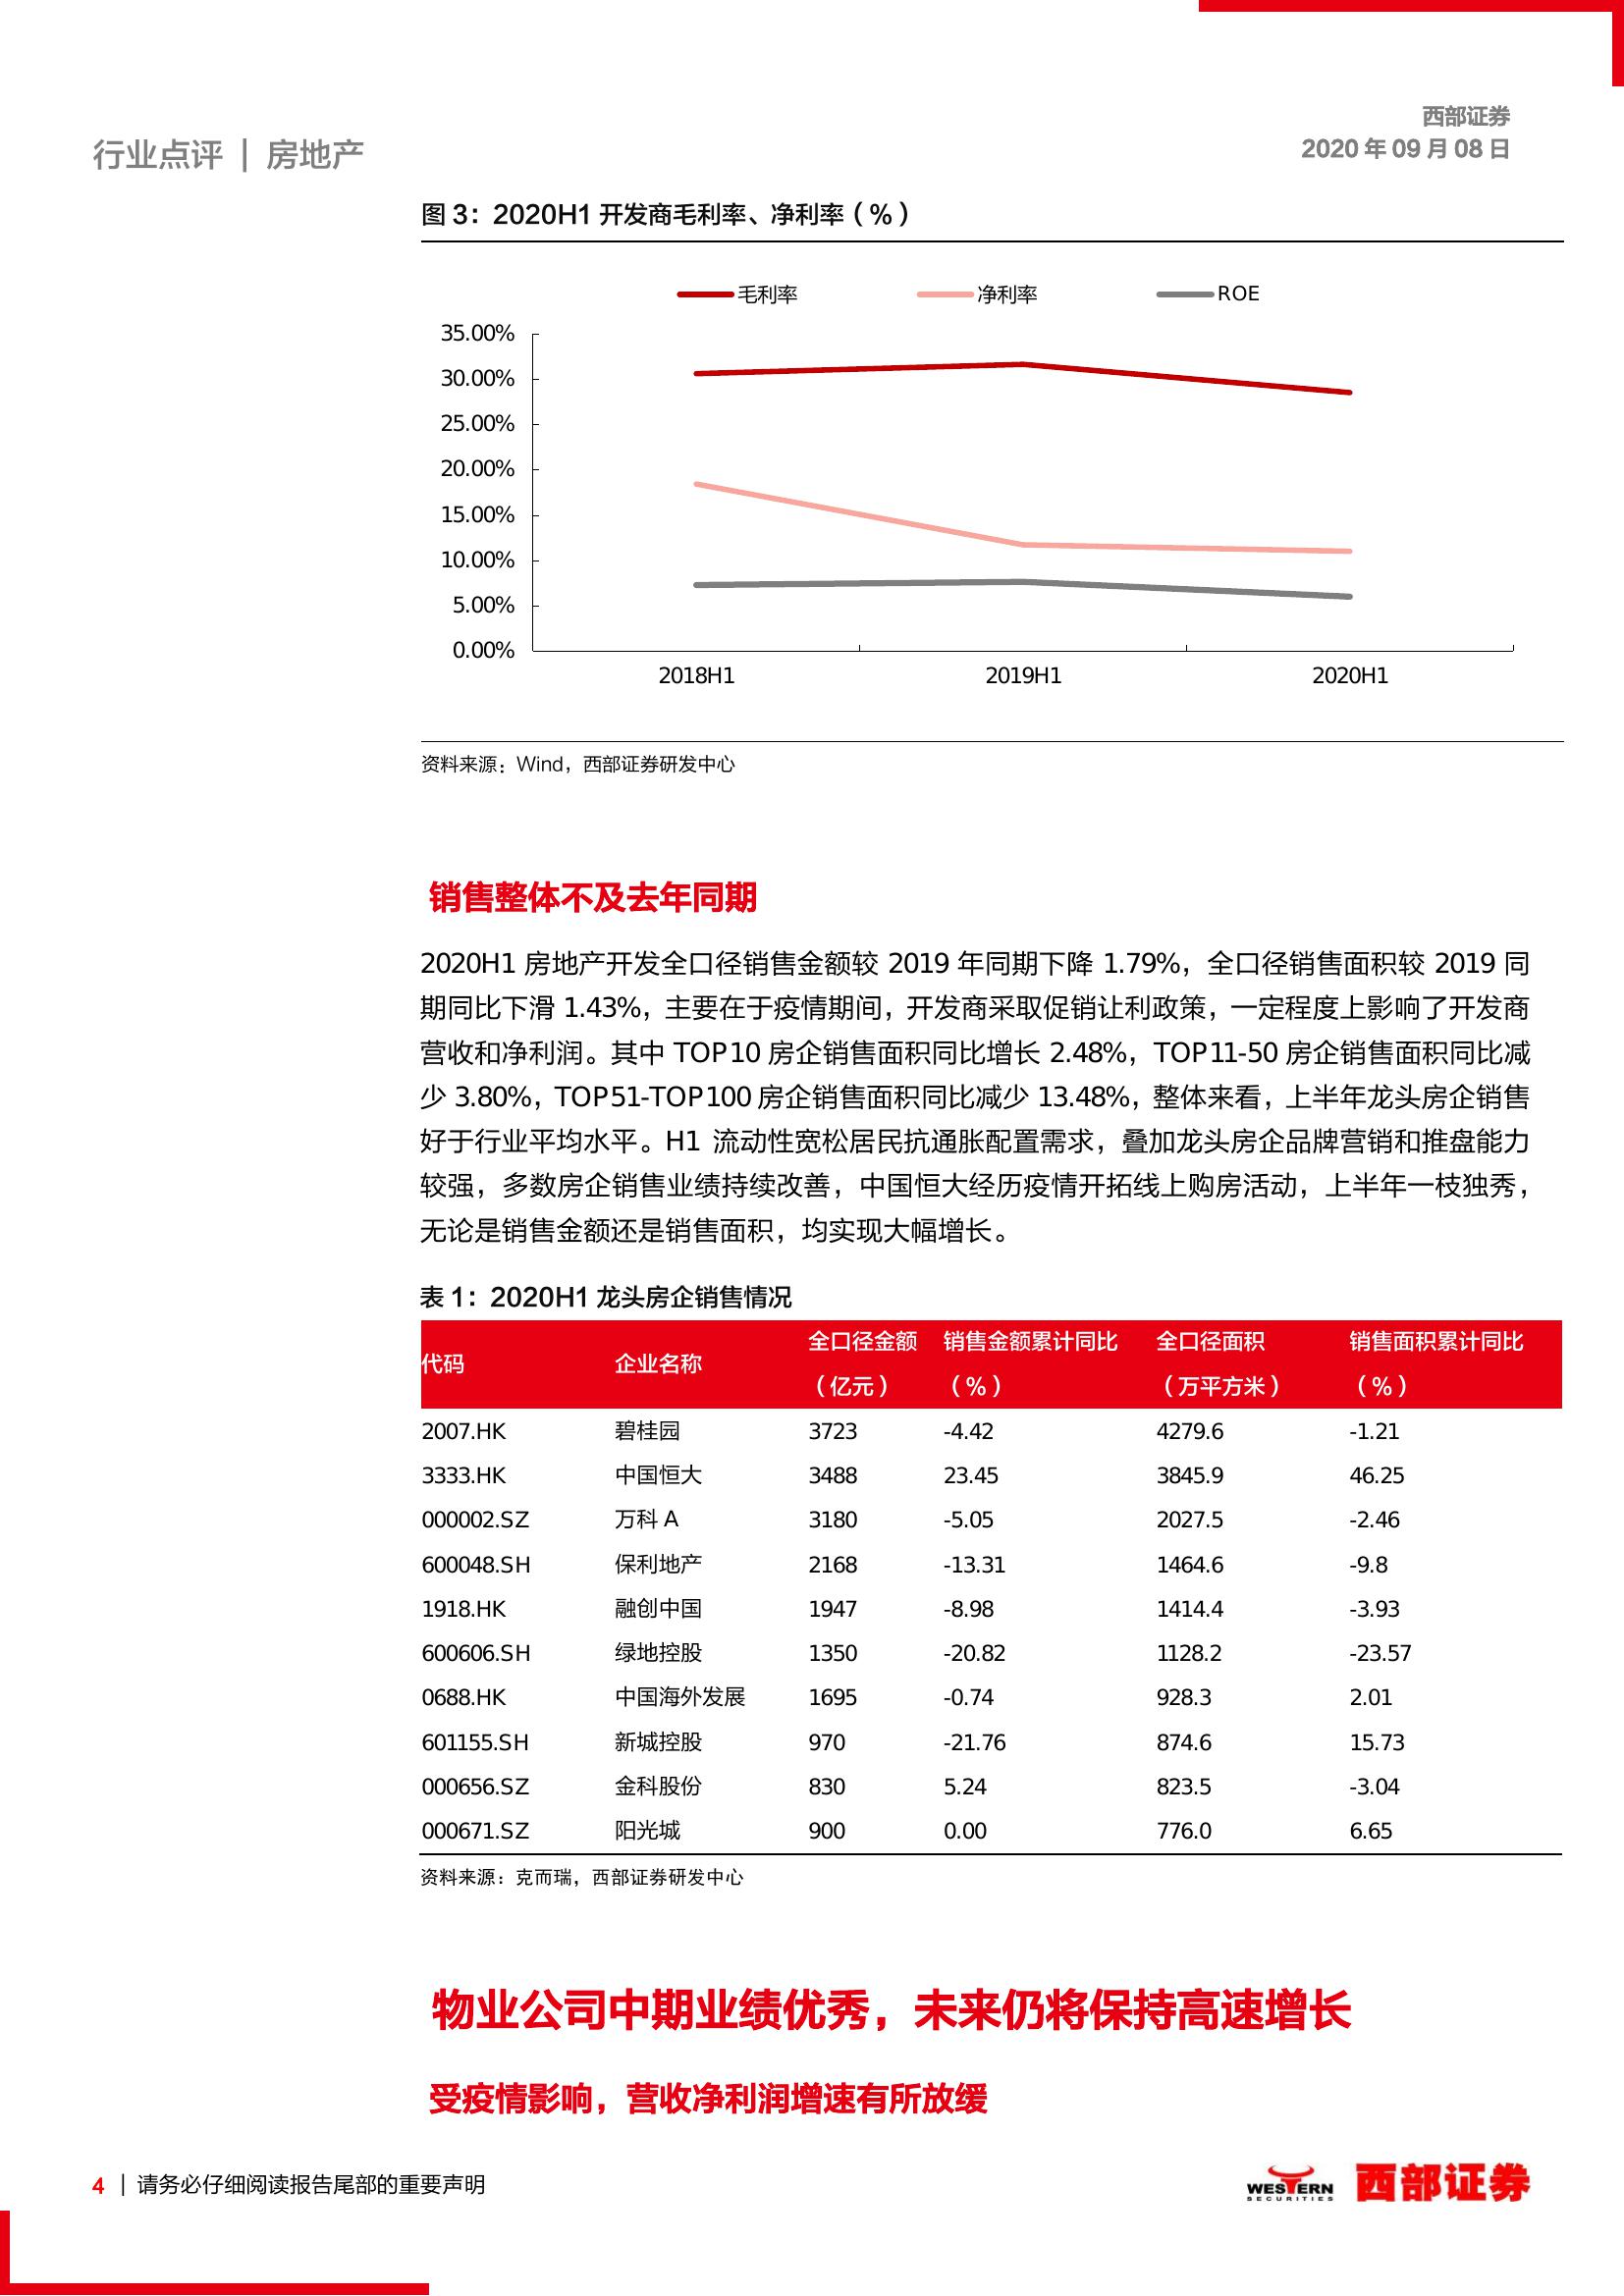 行业点评 | 房地产
西部证券
2020 年 09 月 08 日
图 3：2020H1 开发商毛利率、净利率（%）
毛利率 净利率 ROE
35.00%
30.00%
25.00%
20.00%
15.00%
10.00%
5.00%
0.00%
2018H1 2019H1 2020H1
资料来源：Wind，西部证券研发中心
销售整体不及去年同期
2020H1 房地产开发全口径销售金额较 2019 年同期下降 1.79%，全口径销售面积较 2019 同
期同比下滑 1.43%，主要在于疫情期间，开发商采取促销让利政策，一定程度上影响了开发商
营收和净利润。其中 TOP10 房企销售面积同比增长 2.48%，TOP11-50 房企销售面积同比减
少 3.80%，TOP51-TOP100 房企销售面积同比减少 13.48%，整体来看，上半年龙头房企销售
好于行业平均水平。H1 流动性宽松居民抗通胀配置需求，叠加龙头房企品牌营销和推盘能力
较强，多数房企销售业绩持续改善，中国恒大经历疫情开拓线上购房活动，上半年一枝独秀，
无论是销售金额还是销售面积，均实现大幅增长。
表 1：2020H1 龙头房企销售情况
代码 企业名称 全口径金额（亿元） 销售金额累计同比（%） 全口径面积（万平方米） 销售面积累计同比（%）
2007.HK 碧桂园 3723 -4.42 4279.6 -1.21
3333.HK 中国恒大 3488 23.45 3845.9 46.25
000002.SZ 万科 A 3180 -5.05 2027.5 -2.46
600048.SH 保利地产 2168 -13.31 1464.6 -9.8
1918.HK 融创中国 1947 -8.98 1414.4 -3.93
600606.SH 绿地控股 1350 -20.82 1128.2 -23.57
0688.HK 中国海外发展 1695 -0.74 928.3 2.01
601155.SH 新城控股 970 -21.76 874.6 15.73
000656.SZ 金科股份 830 5.24 823.5 -3.04
000671.SZ 阳光城 900 0.00 776.0 6.65
资料来源：克而瑞，西部证券研发中心
物业公司中期业绩优秀，未来仍将保持高速增长
受疫情影响，营收净利润增速有所放缓
4 | 请务必仔细阅读报告尾部的重要声明
WESTERN
SECURITIES
西部证券